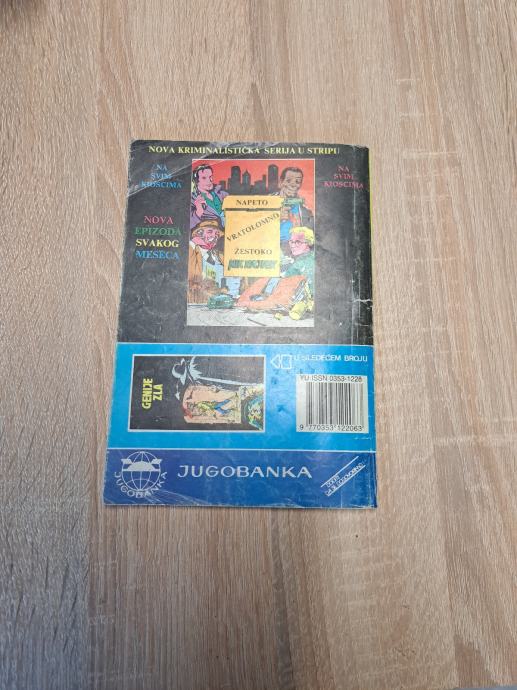 NOVA KRIMINALISTIČKA SERIJA U STRIPU
NA
SVIM
KIOSCIMA
NA
SVIM
KIOSCIMA
NAPETO
VRATOLOMNO
ŽESTOKO
NOVA
EPIZODA
SVAKOG
MESECA
U SLEDEĆEM BROJU
GENIJE
ZLA
YU ISSN 0353-1228
9 770353 122063
JUGOBANKA
JUGOBANKA